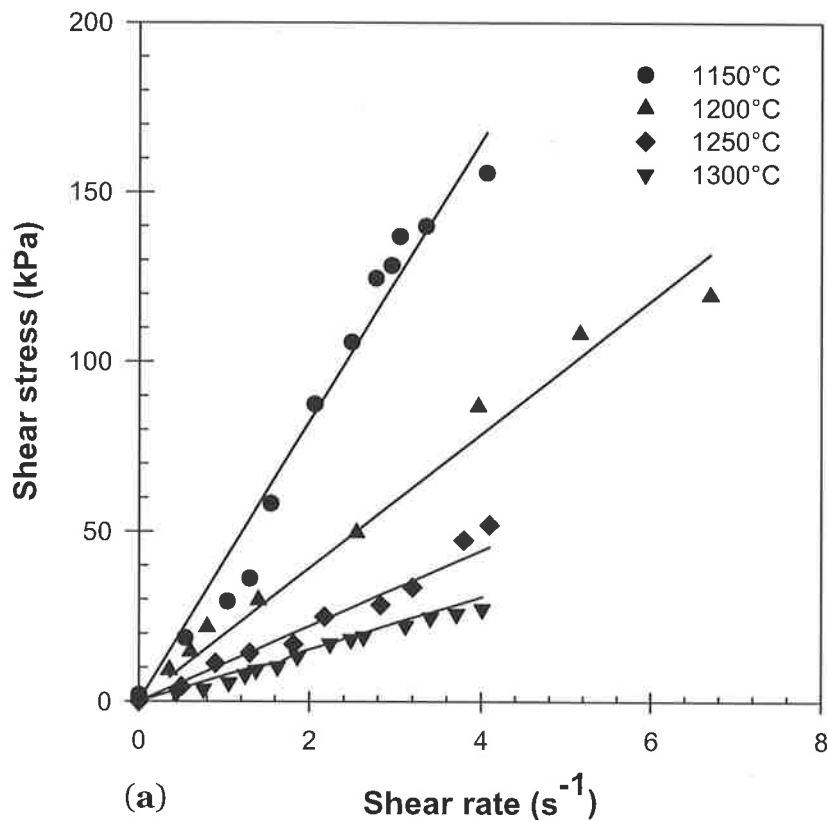 200
150
100
50
0
Shear stress (kPa)
1150°C
1200°C
1250°C
1300°C
0 2 4 6 8
(a) Shear rate (s⁻¹)